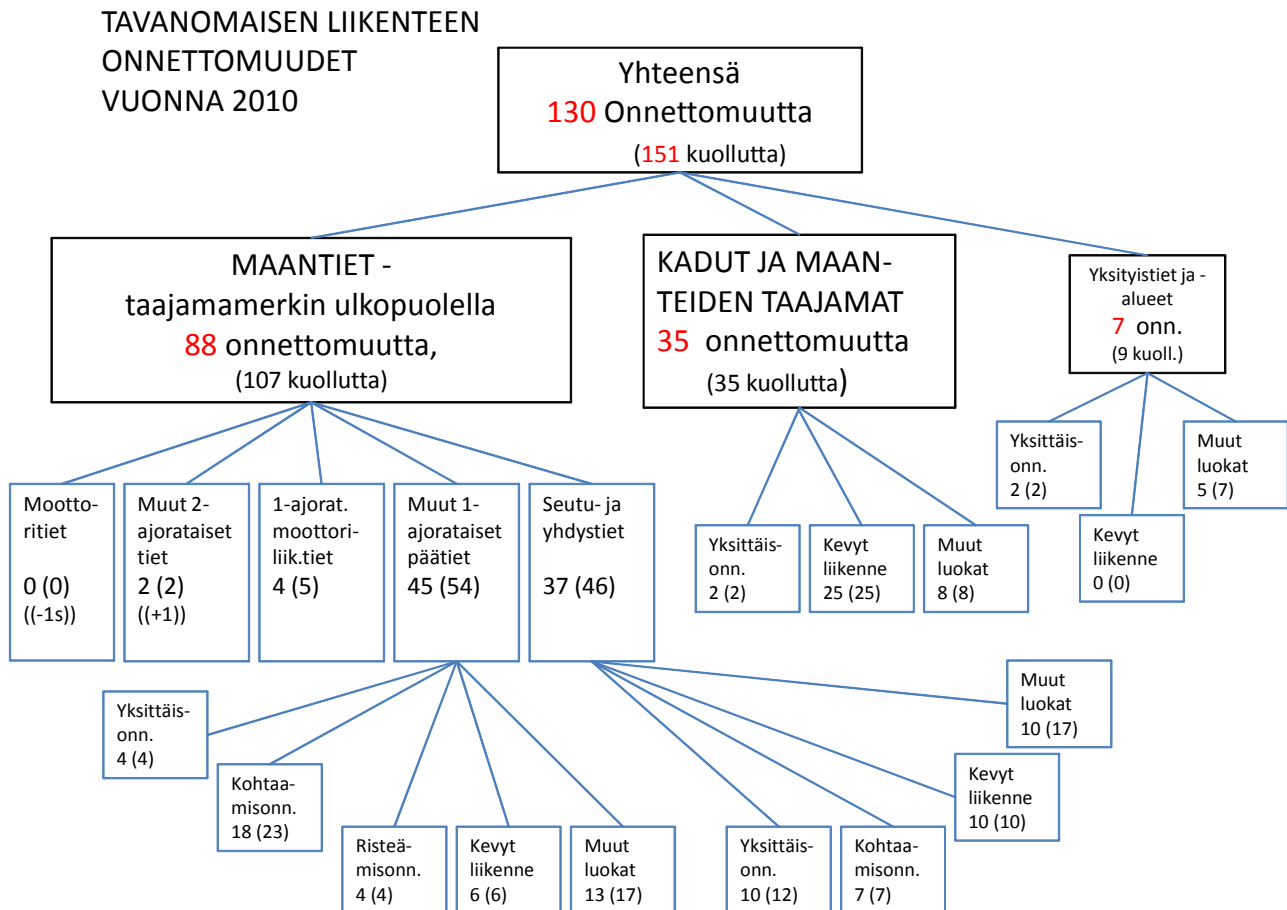 TAVANOMAISEN LIIKENTEEN
ONNETTOMUUDET
VUONNA 2010
Yhteensä
130 Onnettomuutta
(151 kuollutta)
MAANTIET -
taajamamerkin ulkopuolella
88 onnettomuutta,
(107 kuollutta)
KADUT JA MAAN-
TEIDEN TAAJAMAT
35 onnettomuutta
(35 kuollutta)
Yksityistiet ja -
alueet
7 onn.
(9 kuoll.)
Yksittäis-
onn.
2 (2)
Kevyt
liikenne
0 (0)
Muut
luokat
5 (7)
Yksittäis-
onn.
2 (2)
Kevyt
liikenne
25 (25)
Muut
luokat
8 (8)
Mootto-
ritiet
0 (0)
((-1s))
Muut 2-
ajorataiset
tiet
2 (2)
((+1))
1-ajorat.
moottori-
liik.tiet
4 (5)
Muut 1-
ajorataiset
päätiet
45 (54)
Seutu- ja
yhdystiet
37 (46)
Yksittäis-
onn.
4 (4)
Kohtaa-
misonn.
18 (23)
Risteä-
misonn.
4 (4)
Kevyt
liikenne
6 (6)
Muut
luokat
13 (17)
Yksittäis-
onn.
10 (12)
Kohtaa-
misonn.
7 (7)
Kevyt
liikenne
10 (10)
Muut
luokat
10 (17)